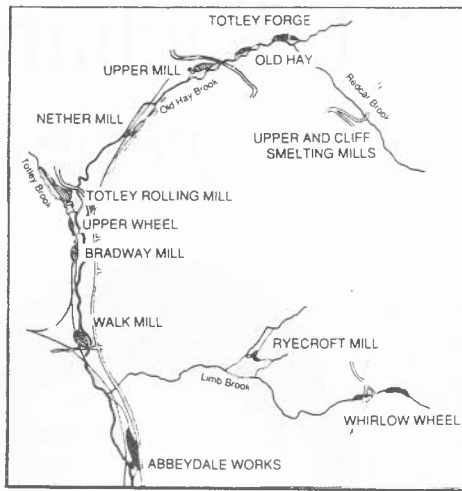 TOTLEY FORGE
UPPER MILL
OLD HAY
Old Hay Brook
Redcar Brook
NETHER MILL
UPPER AND CLIFF
SMELTING MILLS
Totley Brook
TOTLEY ROLLING MILL
UPPER WHEEL
BRADWAY MILL
WALK MILL
RYECROFT MILL
Limb Brook
WHIRLOW WHEEL
ABBEYDALE WORKS